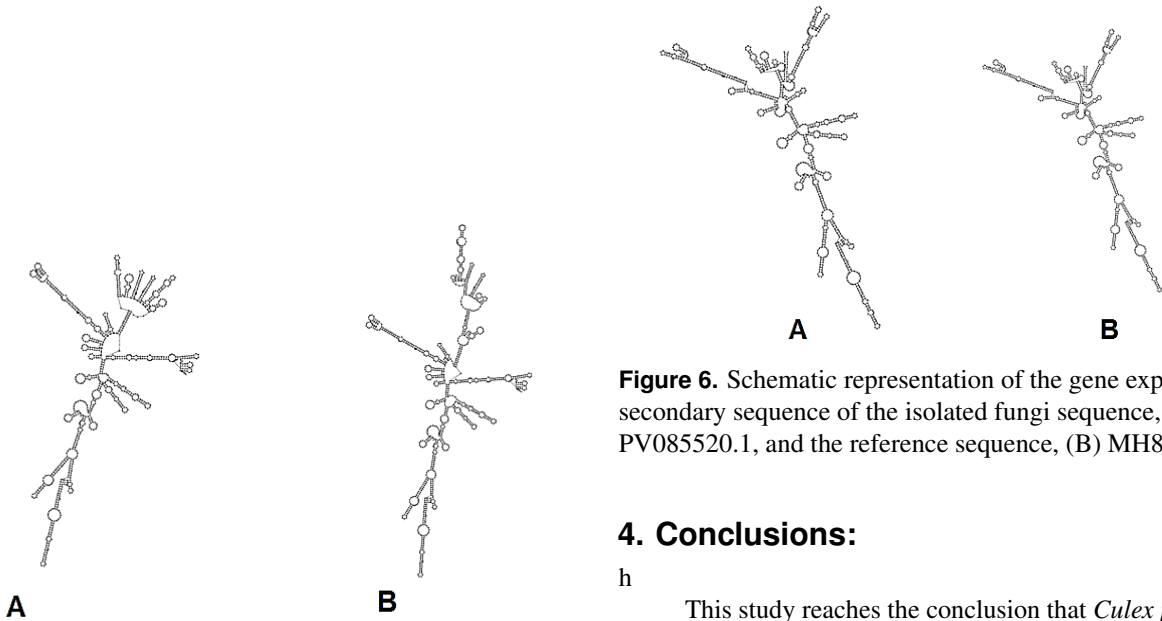 A
B
A
B
Figure 6. Schematic representation of the gene exp
secondary sequence of the isolated fungi sequence,
PV085520.1, and the reference sequence, (B) MH8
4. Conclusions:
h
This study reaches the conclusion that Culex